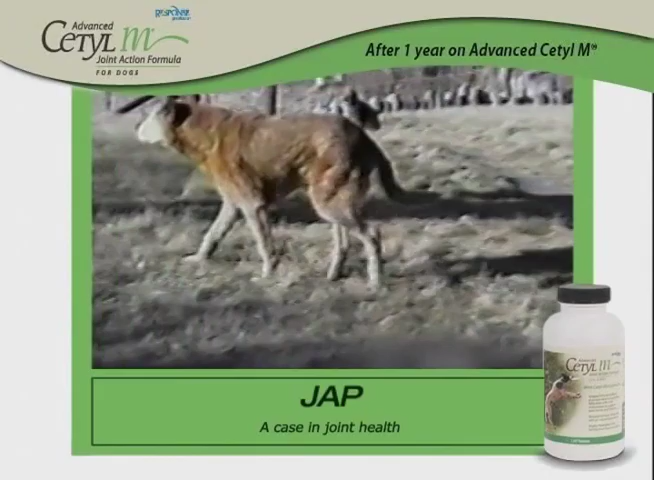 RESPONSE
Advanced
CETYL M
Joint Action Formula
FOR DOGS
After 1 year on Advanced Cetyl M®
JAP
A case in joint health
Advanced
CETYL M